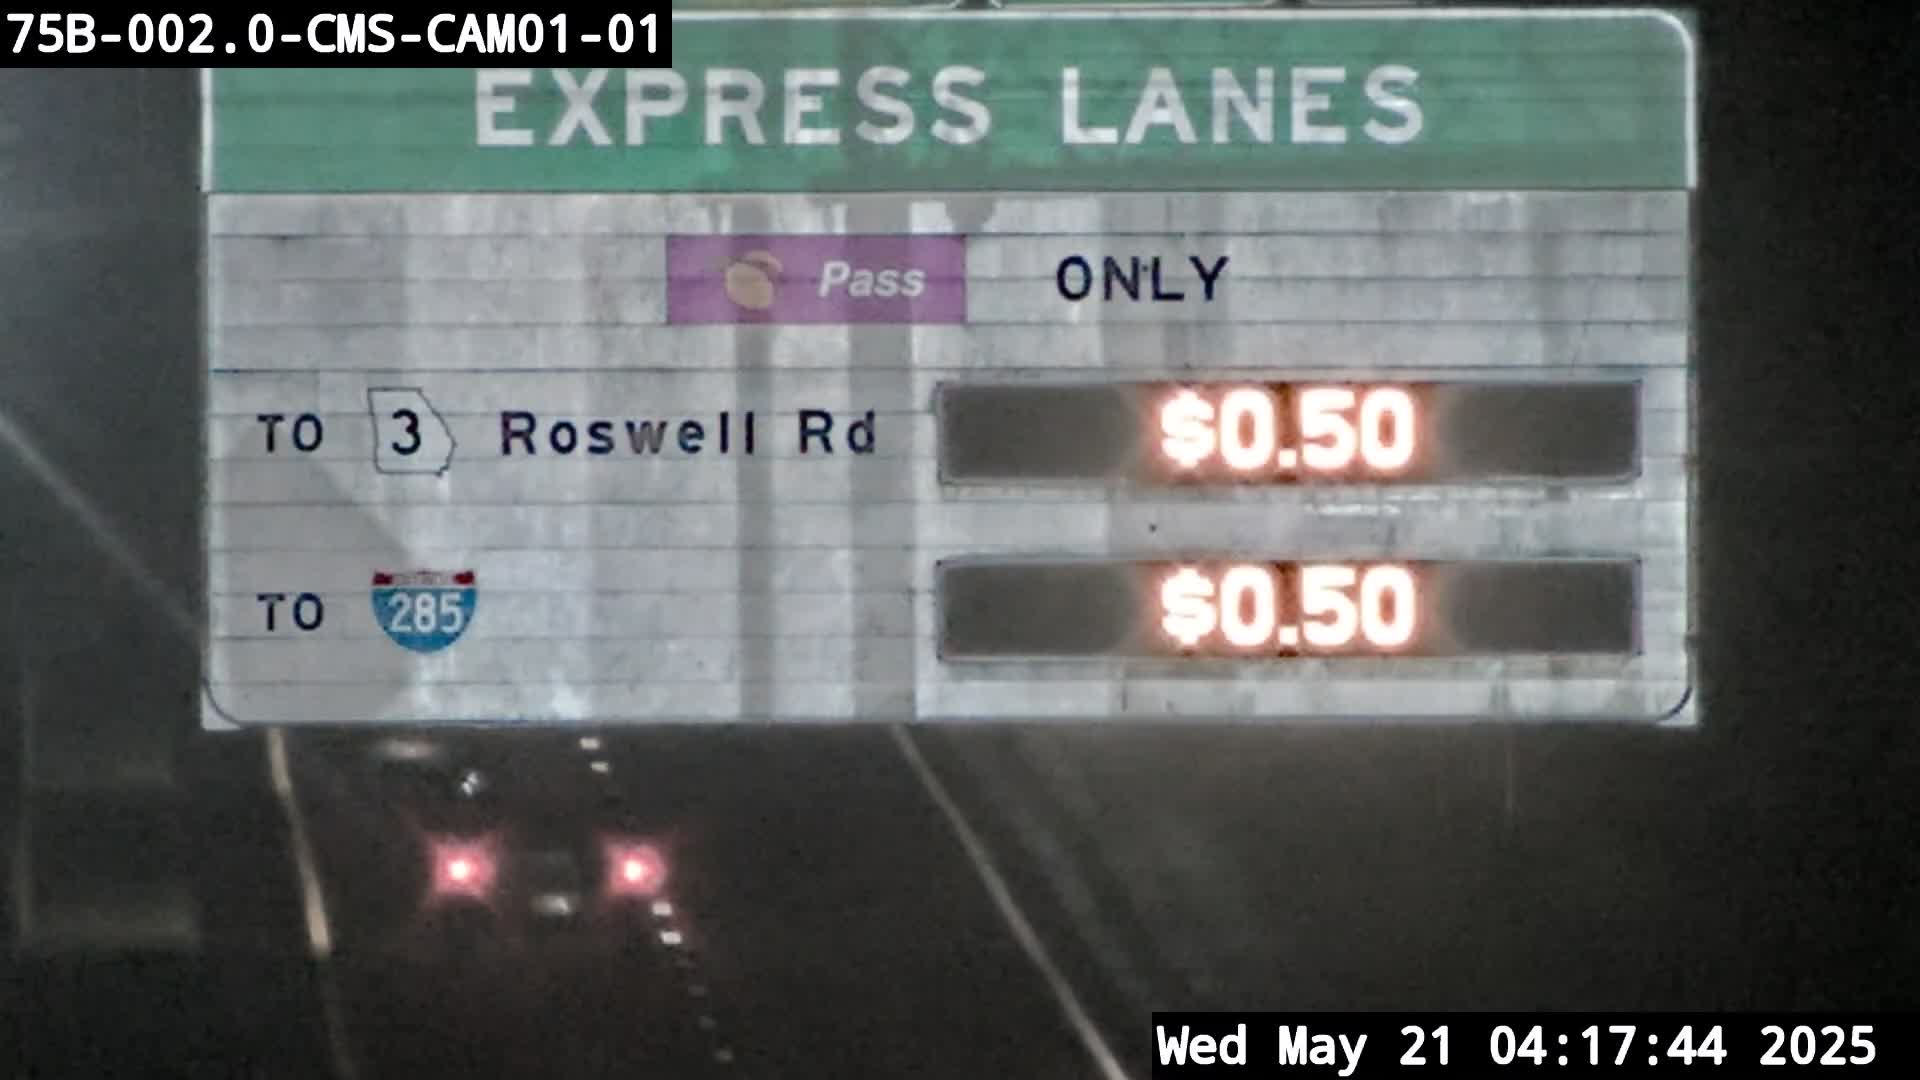 75B-002.0-CMS-CAM01-01
EXPRESS LANES
Pass ONLY
TO 3 Roswell Rd $0.50
TO 285 $0.50
Wed May 21 04:17:44 2025